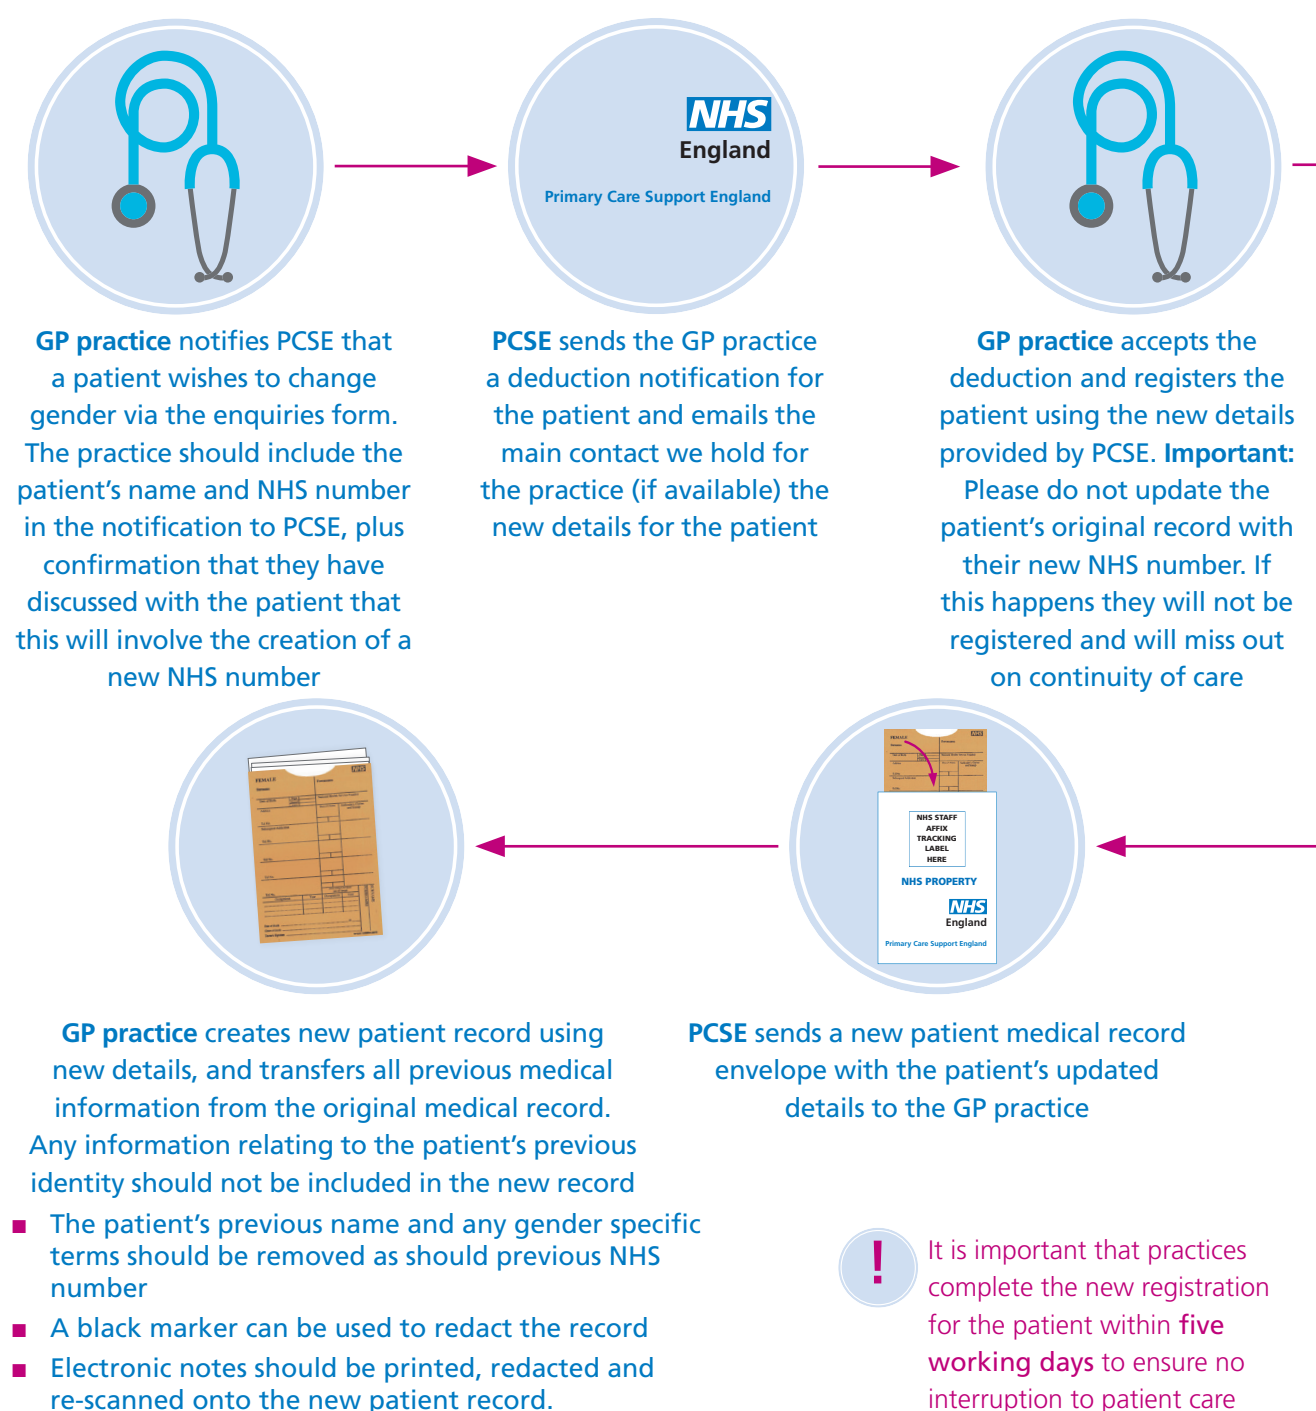 NHS
England
Primary Care Support England
GP practice notifies PCSE that
a patient wishes to change
gender via the enquiries form.
The practice should include the
patient’s name and NHS number
in the notification to PCSE, plus
confirmation that they have
discussed with the patient that
this will involve the creation of a
new NHS number
PCSE sends the GP practice
a deduction notification for
the patient and emails the
main contact we hold for
the practice (if available) the
new details for the patient
GP practice accepts the
deduction and registers the
patient using the new details
provided by PCSE. Important:
Please do not update the
patient’s original record with
their new NHS number. If
this happens they will not be
registered and will miss out
on continuity of care
FEMALE
NHS
FEMALE
NHS
NHS STAFF
AFFIX
TRACKING
LABEL
HERE
NHS PROPERTY
NHS
England
Primary Care Support England
GP practice creates new patient record using
new details, and transfers all previous medical
information from the original medical record.
Any information relating to the patient’s previous
identity should not be included in the new record
■ The patient’s previous name and any gender specific
terms should be removed as should previous NHS
number
■ A black marker can be used to redact the record
■ Electronic notes should be printed, redacted and
re-scanned onto the new patient record.
PCSE sends a new patient medical record
envelope with the patient’s updated
details to the GP practice
!
It is important that practices
complete the new registration
for the patient within five
working days to ensure no
interruption to patient care